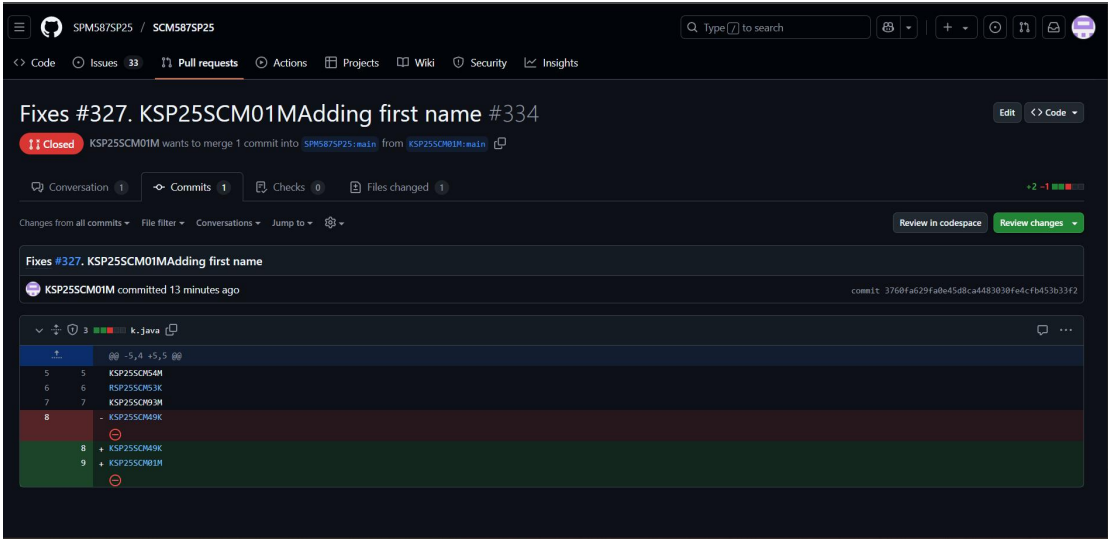 SPM587SP25 / SCM587SP25
Type / to search
<> Code Issues 33 Pull requests Actions Projects Wiki Security Insights
Fixes #327. KSP25SCM01MAdding first name #334
Edit <> Code
Closed KSP25SCM01M wants to merge 1 commit into SPM587SP25:main from KSP25SCM01M:main
Conversation 1 Commits 1 Checks 0 Files changed 1
+2 −1
Changes from all commits File filter Conversations Jump to
Review in codespace Review changes
Fixes #327. KSP25SCM01MAdding first name
KSP25SCM01M committed 13 minutes ago
commit 3760fa629fa0e45d8ca4483030fe4cfb453b33f2
3 k.java
@@ -5,4 +5,5 @@
5 5 KSP25SCM54M
6 6 RSP25SCM53K
7 7 KSP25SCM93M
8 - KSP25SCM49K
8 + KSP25SCM49K
9 + KSP25SCM01M